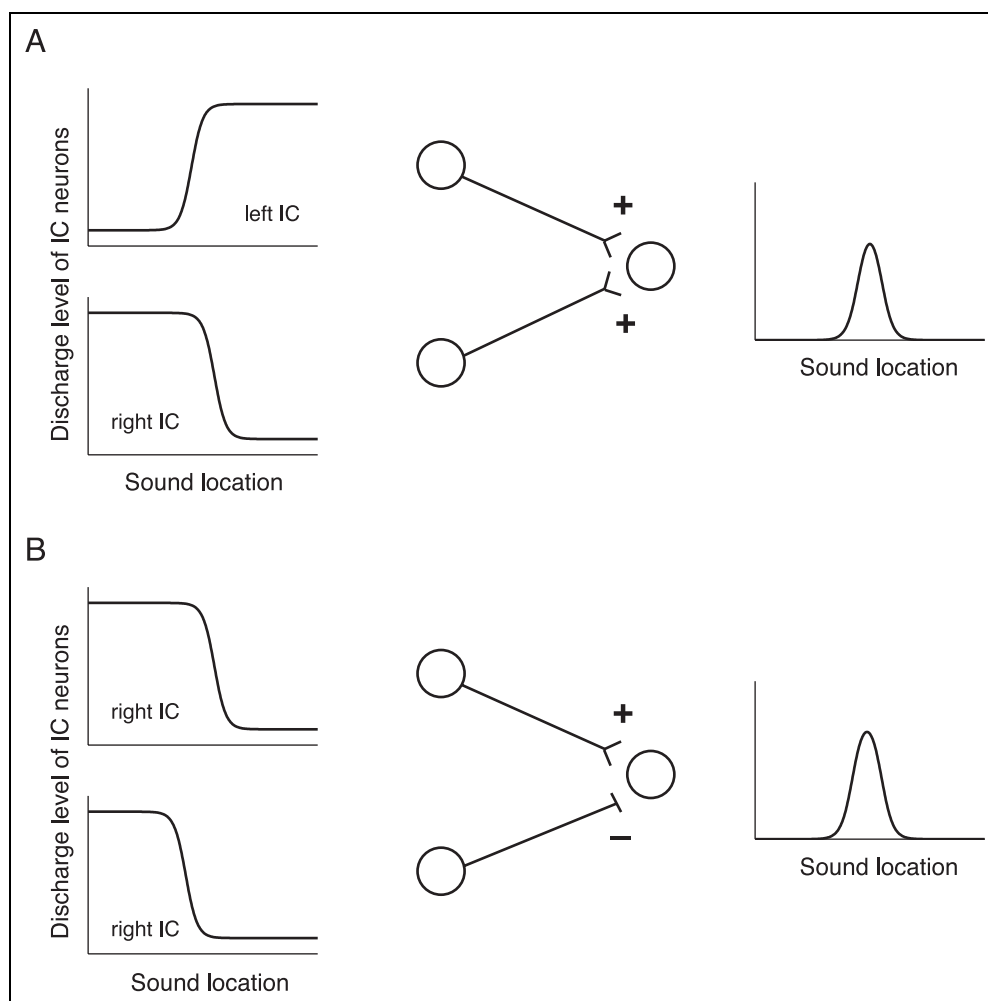 A
Discharge level of IC neurons
left IC
right IC
Sound location
+
+
Sound location
B
Discharge level of IC neurons
right IC
right IC
Sound location
+
−
Sound location